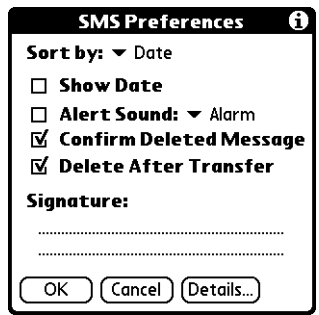 SMS Preferences
Sort by: Date
Show Date
Alert Sound: Alarm
Confirm Deleted Message
Delete After Transfer
Signature:
OK Cancel Details...